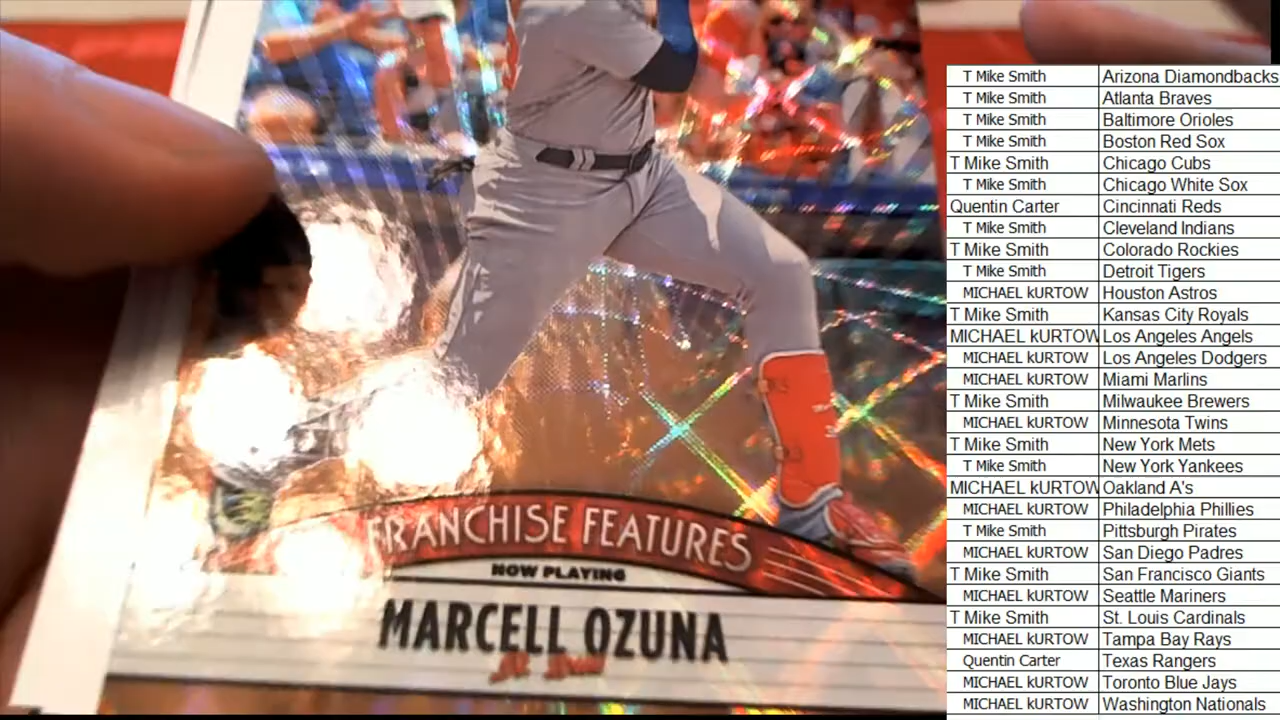 FRANCHISE FEATURES
NOW PLAYING
MARCELL OZUNA
T Mike Smith Arizona Diamondbacks
T Mike Smith Atlanta Braves
T Mike Smith Baltimore Orioles
T Mike Smith Boston Red Sox
T Mike Smith Chicago Cubs
T Mike Smith Chicago White Sox
Quentin Carter Cincinnati Reds
T Mike Smith Cleveland Indians
T Mike Smith Colorado Rockies
T Mike Smith Detroit Tigers
MICHAEL kURTOW Houston Astros
T Mike Smith Kansas City Royals
MICHAEL kURTOW Los Angeles Angels
MICHAEL kURTOW Los Angeles Dodgers
MICHAEL kURTOW Miami Marlins
T Mike Smith Milwaukee Brewers
MICHAEL kURTOW Minnesota Twins
T Mike Smith New York Mets
T Mike Smith New York Yankees
MICHAEL kURTOW Oakland A's
MICHAEL kURTOW Philadelphia Phillies
T Mike Smith Pittsburgh Pirates
MICHAEL kURTOW San Diego Padres
T Mike Smith San Francisco Giants
MICHAEL kURTOW Seattle Mariners
T Mike Smith St. Louis Cardinals
MICHAEL kURTOW Tampa Bay Rays
Quentin Carter Texas Rangers
MICHAEL kURTOW Toronto Blue Jays
MICHAEL kURTOW Washington Nationals